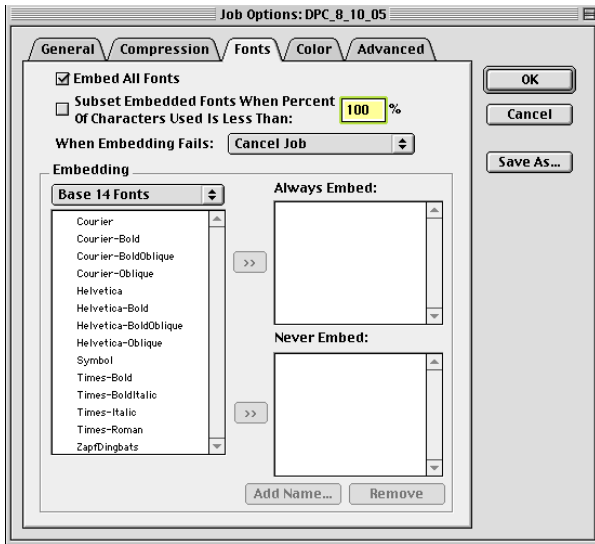 Job Options: DPC_8_10_05
General
Compression
Fonts
Color
Advanced
Embed All Fonts
Subset Embedded Fonts When Percent
Of Characters Used Is Less Than:
100 %
When Embedding Fails: Cancel Job
OK
Cancel
Save As...
Embedding
Base 14 Fonts
Courier
Courier-Bold
Courier-BoldOblique
Courier-Oblique
Helvetica
Helvetica-Bold
Helvetica-BoldOblique
Helvetica-Oblique
Symbol
Times-Bold
Times-BoldItalic
Times-Italic
Times-Roman
ZapfDingbats
>>
>>
Always Embed:
Never Embed:
Add Name...
Remove